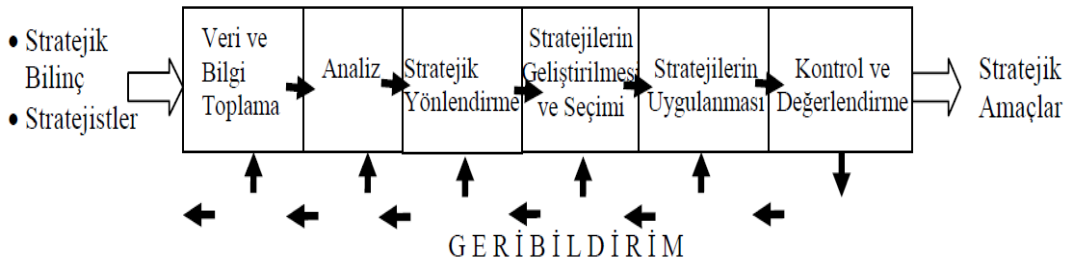 • Stratejik
Bilinç
• Stratejistler
Veri ve
Bilgi
Toplama
Analiz
Stratejik
Yönlendirme
Stratejilerin
Geliştirilmesi
ve Seçimi
Stratejilerin
Uygulanması
Kontrol ve
Değerlendirme
Stratejik
Amaçlar
G E R İ B İ L D İ R İ M